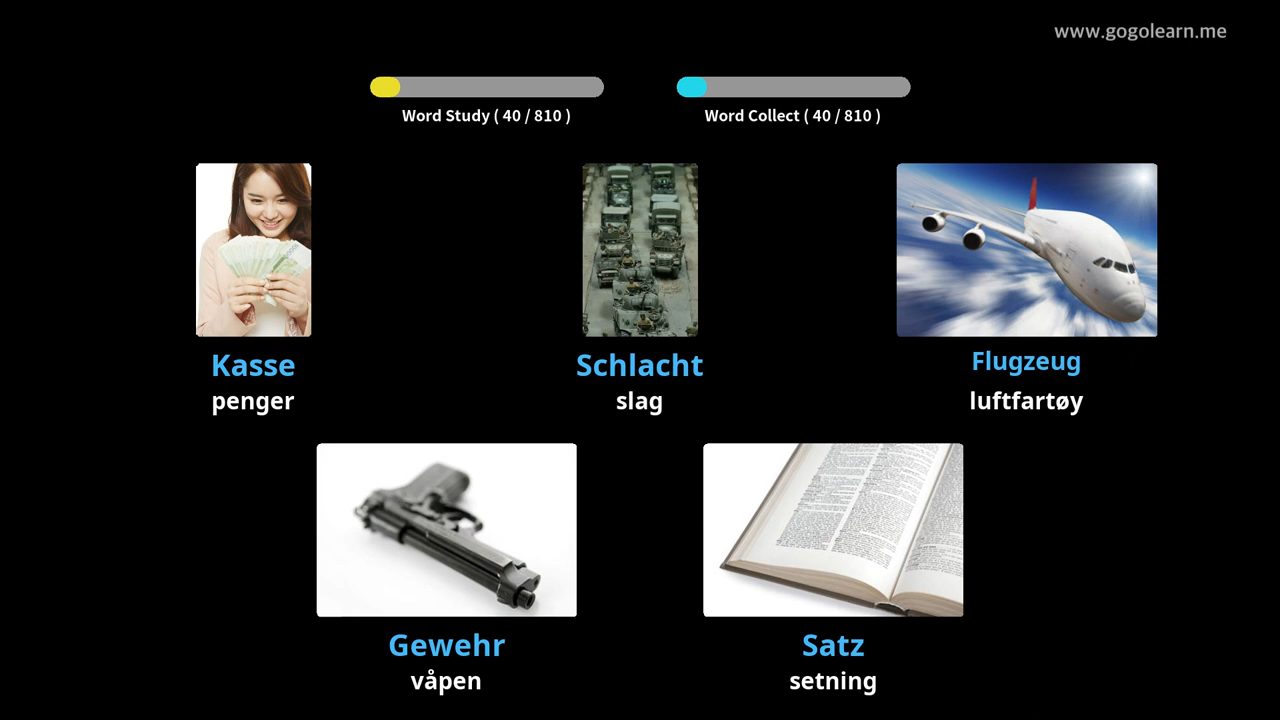 www.gogolearn.me
Word Study ( 40 / 810 )
Word Collect ( 40 / 810 )
Kasse
penger
Schlacht
slag
Flugzeug
luftfartøy
Gewehr
våpen
Satz
setning